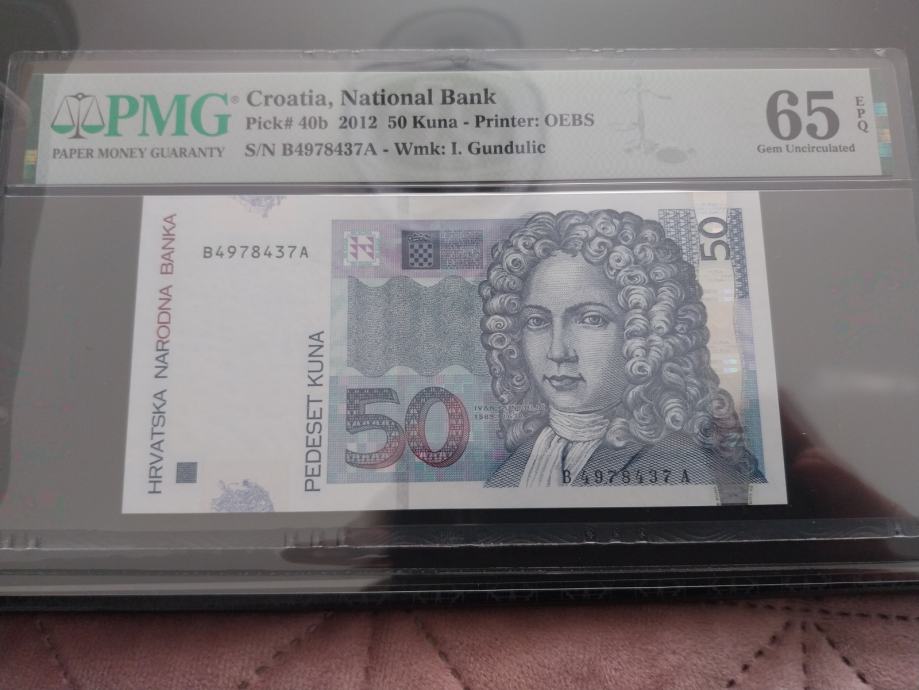 PMG®
PAPER MONEY GUARANTY
Croatia, National Bank
Pick# 40b 2012 50 Kuna - Printer: OEBS
S/N B4978437A - Wmk: I. Gundulic
65 EPQ
Gem Uncirculated
HRVATSKA NARODNA BANKA
B4978437A
PEDESET KUNA
50
50
B4978437A